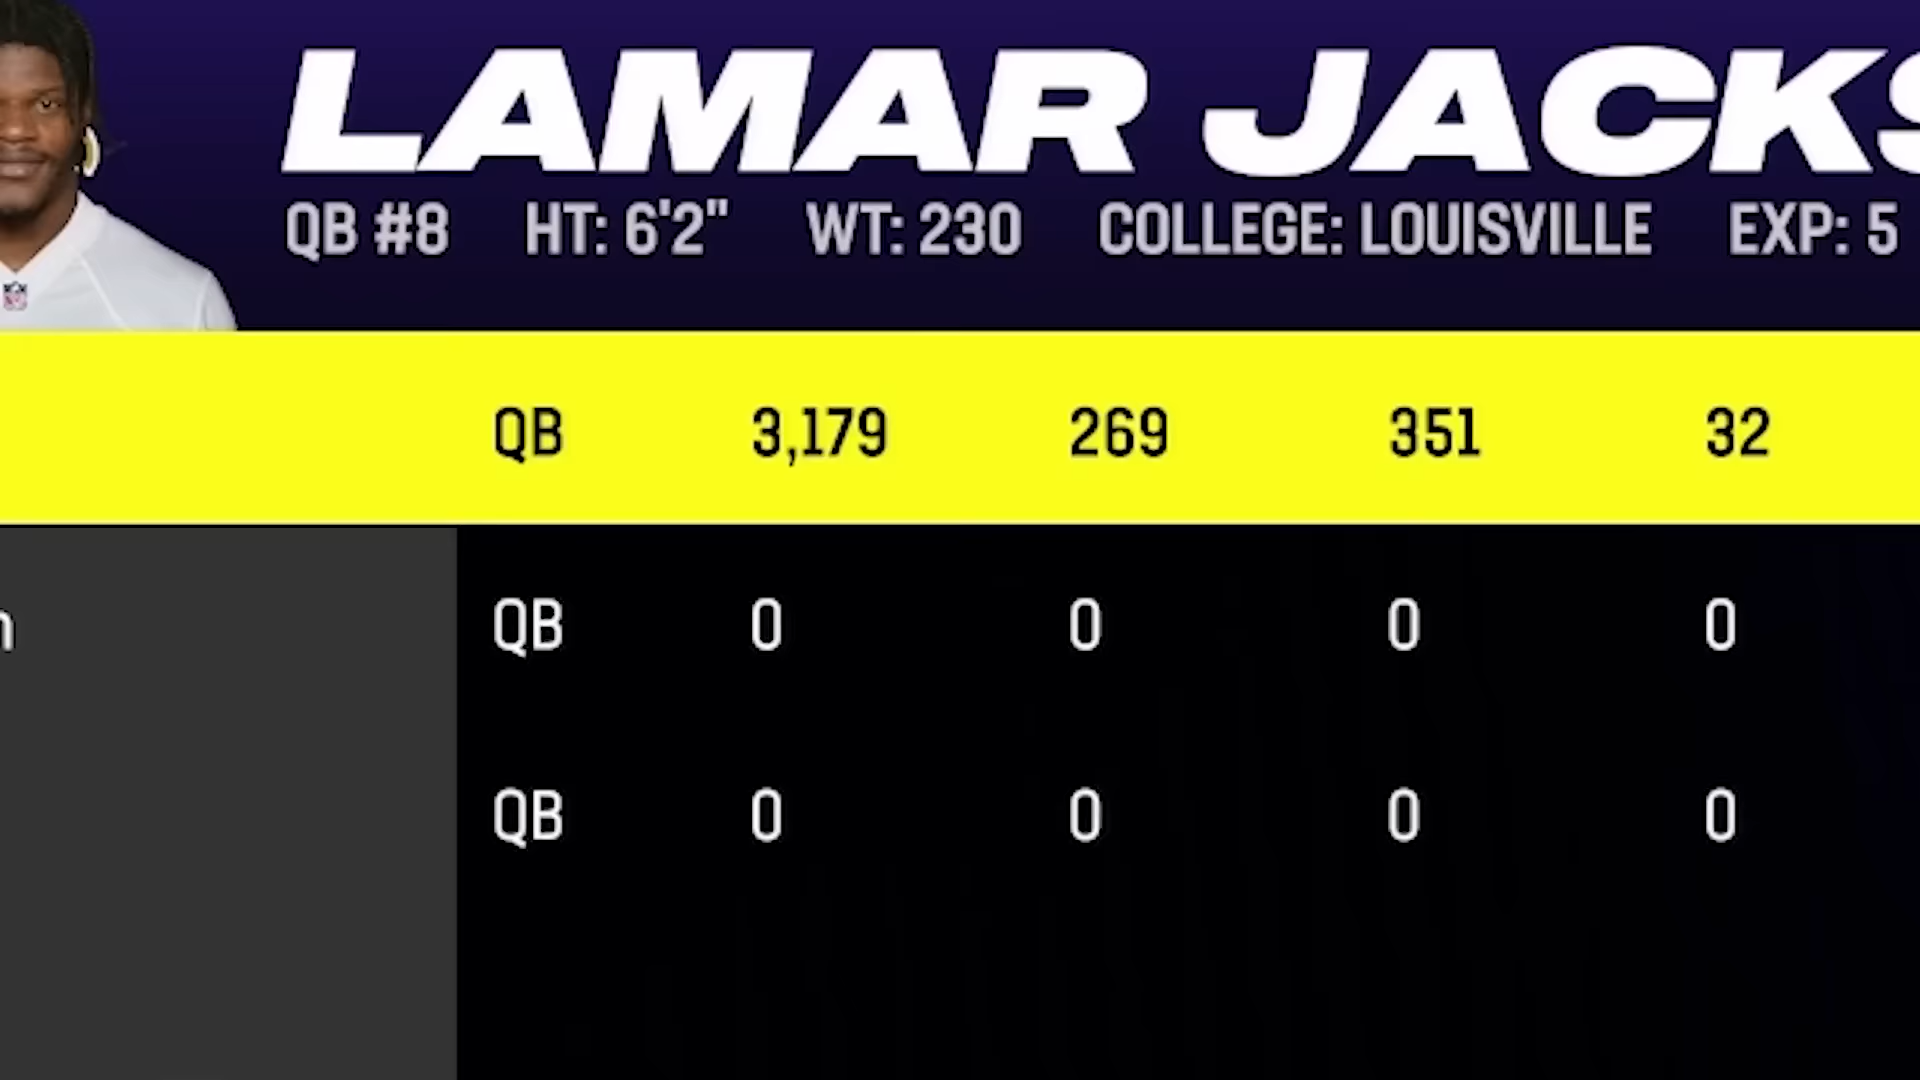 LAMAR JACKS
QB #8 HT: 6'2" WT: 230 COLLEGE: LOUISVILLE EXP: 5
QB 3,179 269 351 32
n QB 0 0 0 0
QB 0 0 0 0